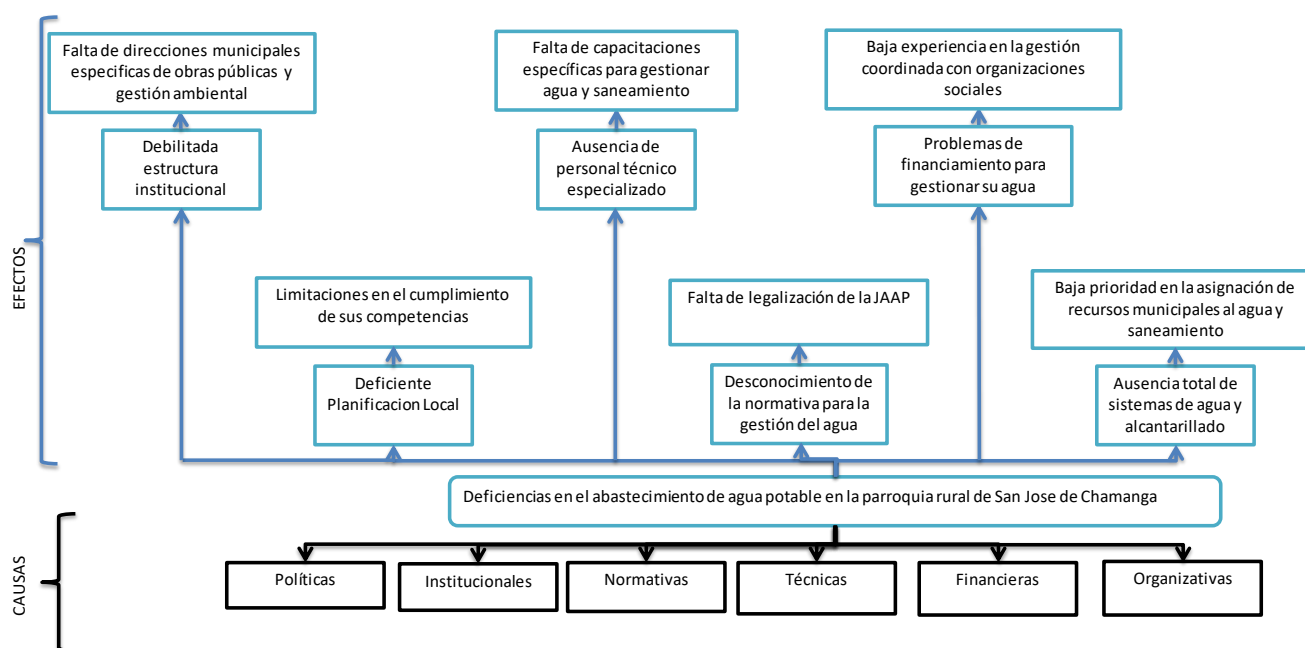 Falta de direcciones municipales
especificas de obras públicas y
gestión ambiental
Falta de capacitaciones
específicas para gestionar
agua y saneamiento
Baja experiencia en la gestión
coordinada con organizaciones
sociales
Debilitada
estructura
institucional
Ausencia de
personal técnico
especializado
Problemas de
financiamiento para
gestionar su agua
EFECTOS
Limitaciones en el cumplimiento
de sus competencias
Falta de legalización de la JAAP
Baja prioridad en la asignación de
recursos municipales al agua y
saneamiento
Deficiente
Planificacion Local
Desconocimiento de
la normativa para la
gestión del agua
Ausencia total de
sistemas de agua y
alcantarillado
Deficiencias en el abastecimiento de agua potable en la parroquia rural de San Jose de Chamanga
CAUSAS
Políticas
Institucionales
Normativas
Técnicas
Financieras
Organizativas